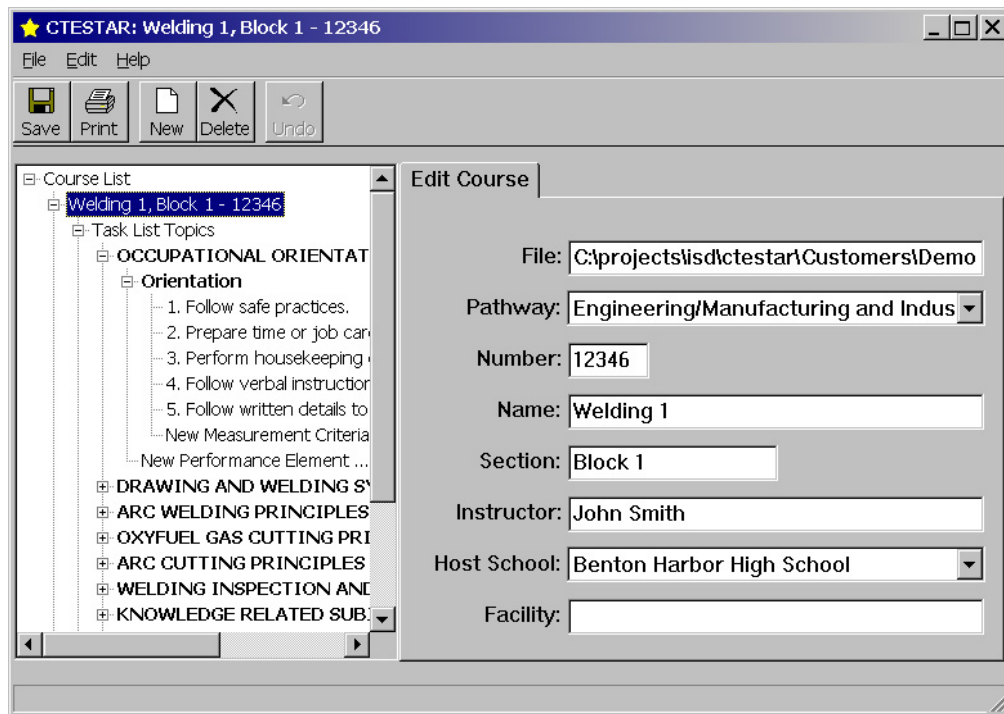 CTESTAR: Welding 1, Block 1 - 12346
File Edit Help
Save Print New Delete Undo
Course List
Welding 1, Block 1 - 12346
Task List Topics
OCCUPATIONAL ORIENTAT
Orientation
1. Follow safe practices.
2. Prepare time or job car
3. Perform housekeeping
4. Follow verbal instruction
5. Follow written details to
New Measurement Criteria
New Performance Element ...
DRAWING AND WELDING SY
ARC WELDING PRINCIPLES
OXYFUEL GAS CUTTING PRI
ARC CUTTING PRINCIPLES
WELDING INSPECTION AND
KNOWLEDGE RELATED SUBJ
Edit Course
File: C:\projects\isd\ctestar\Customers\Demo
Pathway: Engineering/Manufacturing and Indus
Number: 12346
Name: Welding 1
Section: Block 1
Instructor: John Smith
Host School: Benton Harbor High School
Facility: